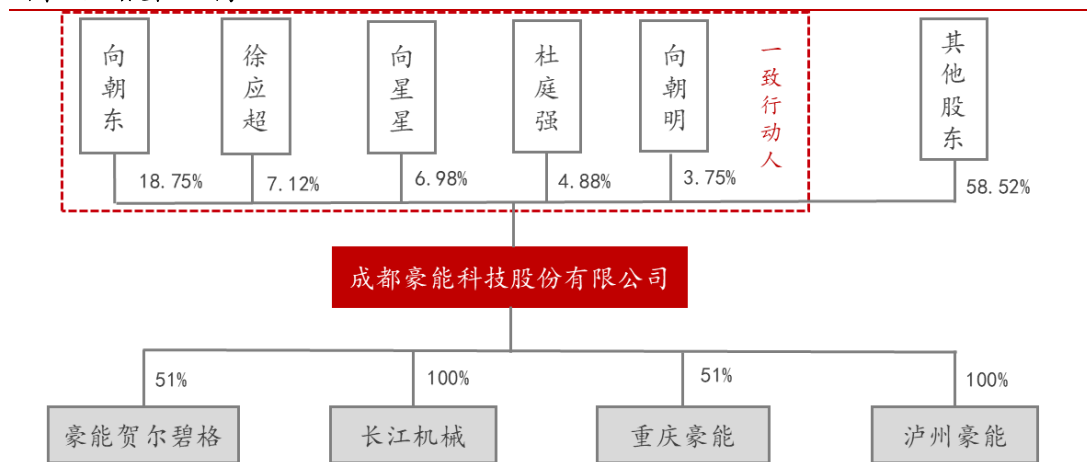 向朝东
徐应超
向星星
杜庭强
向朝明
一致行动人
其他股东
18.75%
7.12%
6.98%
4.88%
3.75%
58.52%
成都豪能科技股份有限公司
51%
100%
51%
100%
豪能贺尔碧格
长江机械
重庆豪能
泸州豪能